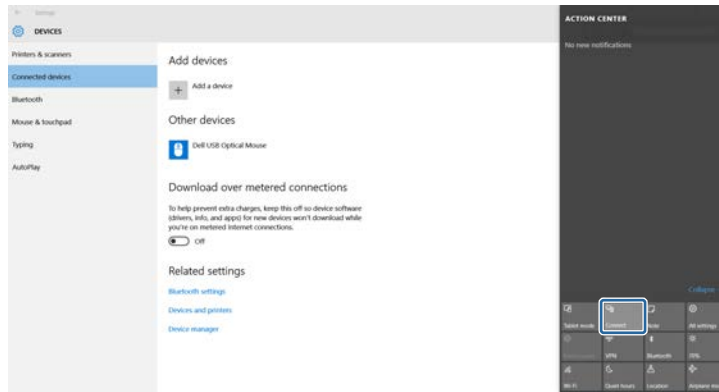 Settings
DEVICES
Printers & scanners
Connected devices
Bluetooth
Mouse & touchpad
Typing
AutoPlay
Add devices
Add a device
Other devices
Dell USB Optical Mouse
Download over metered connections
To help prevent extra charges, keep this off so device software
(drivers, info, and apps) for new devices won't download while
you're on metered Internet connections.
Off
Related settings
Bluetooth settings
Devices and printers
Device manager
ACTION CENTER
No new notifications
Collapse
Tablet mode
Connect
Note
All settings
VPN
Bluetooth
70%
Wi-Fi
Quiet hours
Location
Airplane mo